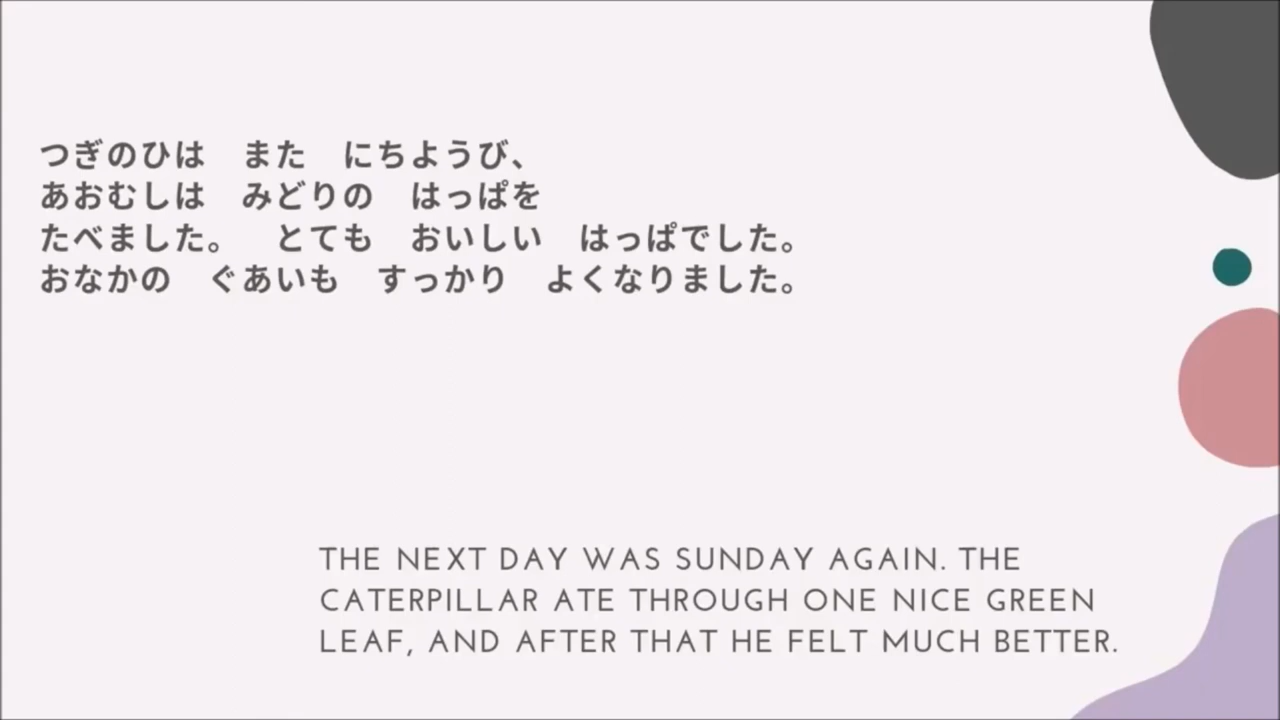 つぎのひは　また　にちようび、
あおむしは　みどりの　はっぱを
たべました。　とても　おいしい　はっぱでした。
おなかの　ぐあいも　すっかり　よくなりました。
THE NEXT DAY WAS SUNDAY AGAIN. THE
CATERPILLAR ATE THROUGH ONE NICE GREEN
LEAF, AND AFTER THAT HE FELT MUCH BETTER.